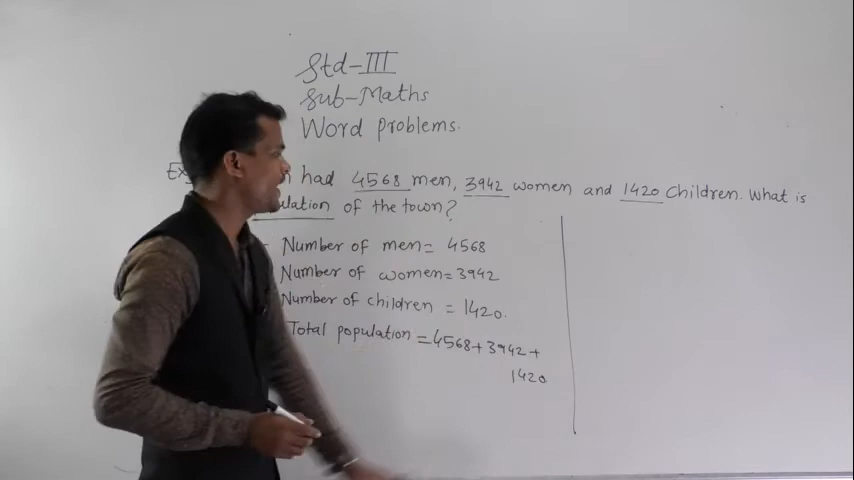 Std-III
Sub-Maths
Word Problems.
had 4568 men, 3942 women and 1420 Children. What is
ulation of the town?
Number of men= 4568
Number of women=3942
Number of children = 1420.
Total population =4568+3942+
1420